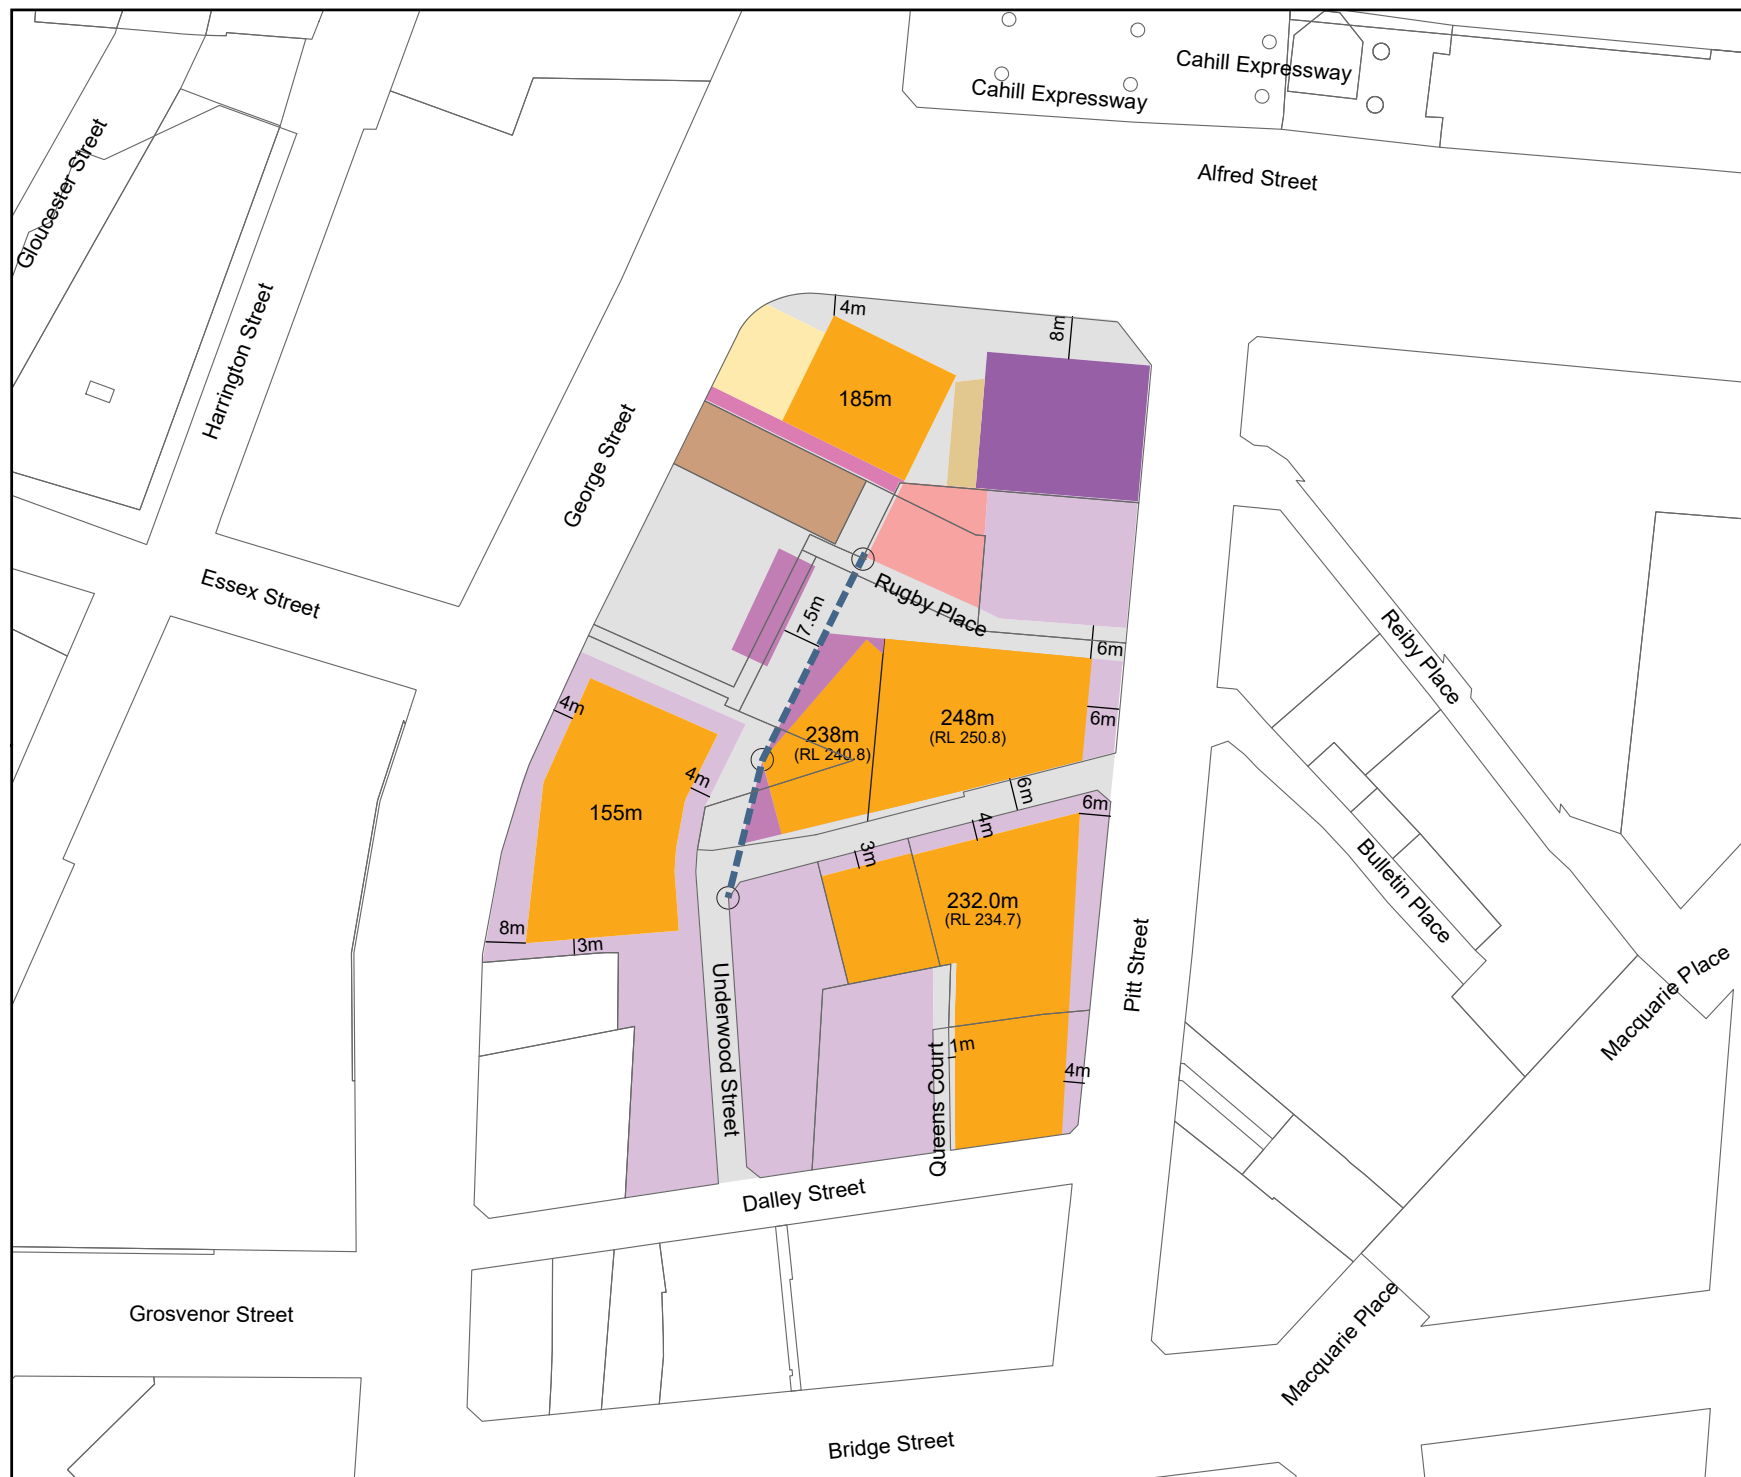 Cahill Expressway
Cahill Expressway
Alfred Street
Gloucester Street
Harrington Street
George Street
Essex Street
4m
8m
185m
Rugby Place
7.5m
6m
Reiby Place
4m
248m
(RL 250.8)
6m
238m
(RL 240.8)
4m
155m
6m
6m
4m
3m
Bulletin Place
232.0m
(RL 234.7)
8m
3m
Pitt Street
Macquarie Place
Underwood Street
Queens Court
1m
4m
Dalley Street
Grosvenor Street
Macquarie Place
Bridge Street